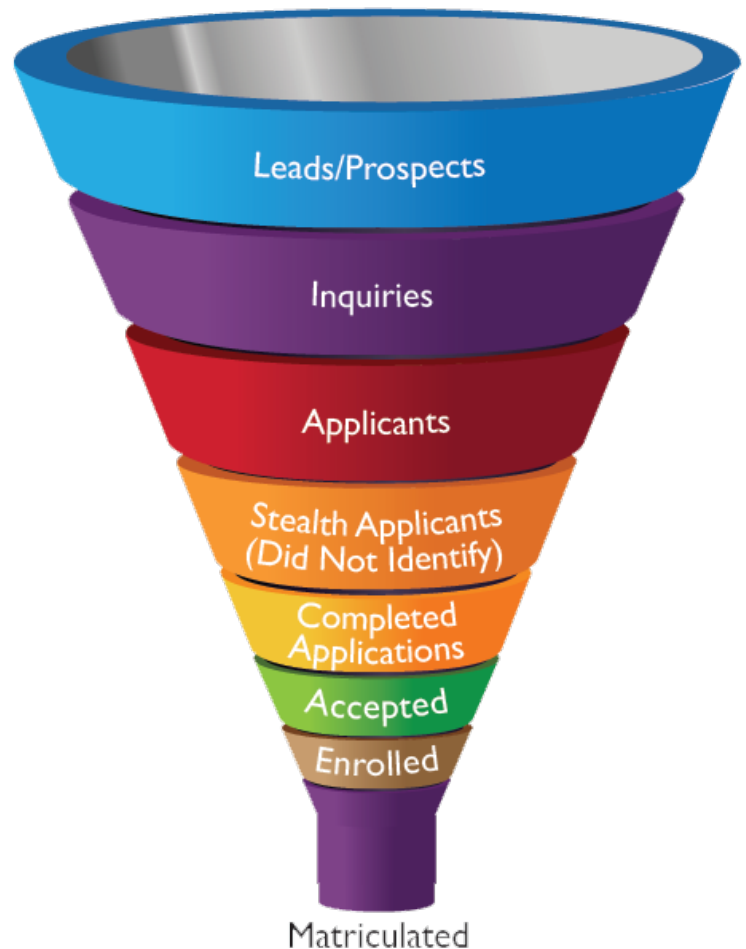 Leads/Prospects
Inquiries
Applicants
Stealth Applicants
(Did Not Identify)
Completed
Applications
Accepted
Enrolled
Matriculated